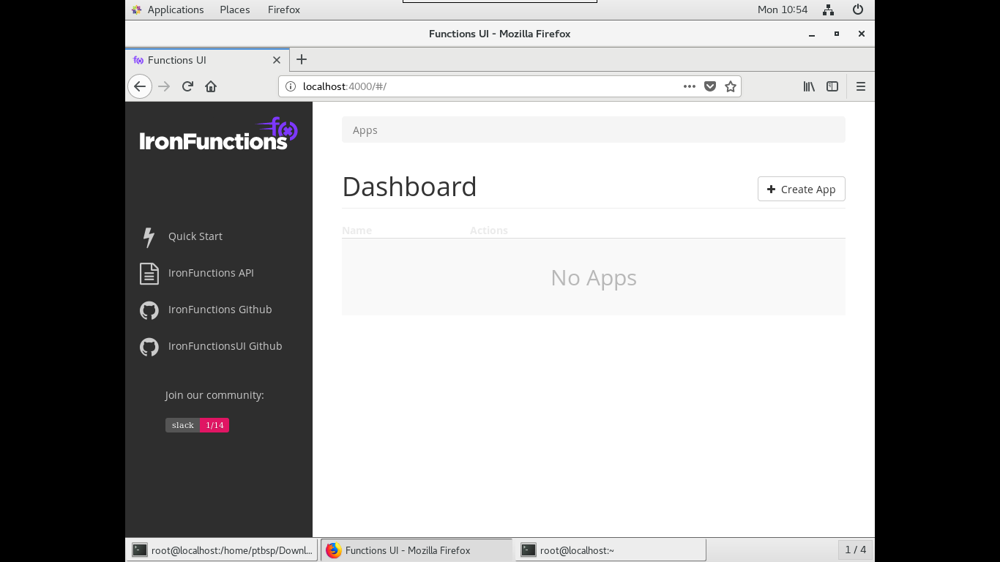 Applications Places Firefox Mon 10:54
Functions UI - Mozilla Firefox
f(x) Functions UI
localhost:4000/#/
f(x)
IronFunctions
Apps
Dashboard
Create App
Name Actions
No Apps
Quick Start
IronFunctions API
IronFunctions Github
IronFunctionsUI Github
Join our community:
slack 1/14
root@localhost:/home/ptbsp/Downl... Functions UI - Mozilla Firefox root@localhost:~ 1 / 4